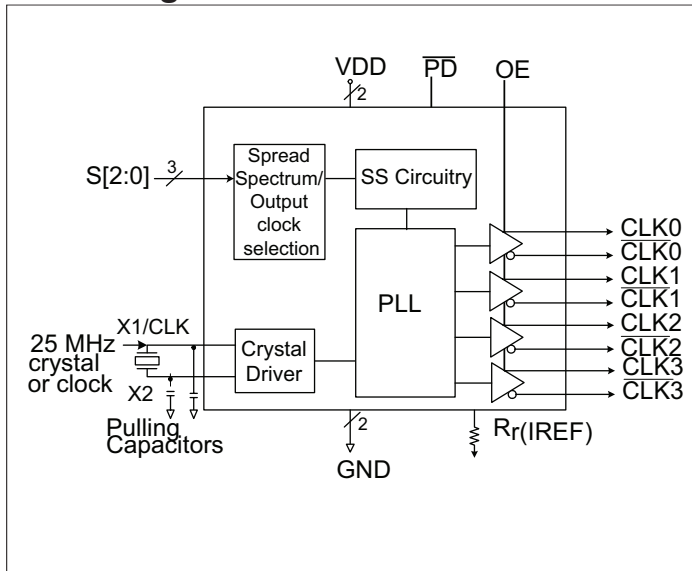 VDD
PD
OE
2
S[2:0]
3
Spread
Spectrum/
Output
clock
selection
SS Circuitry
CLK0
CLK0
CLK1
CLK1
CLK2
CLK2
CLK3
CLK3
PLL
X1/CLK
25 MHz
crystal
or clock
X2
Crystal
Driver
Pulling
Capacitors
2
GND
Rr(IREF)